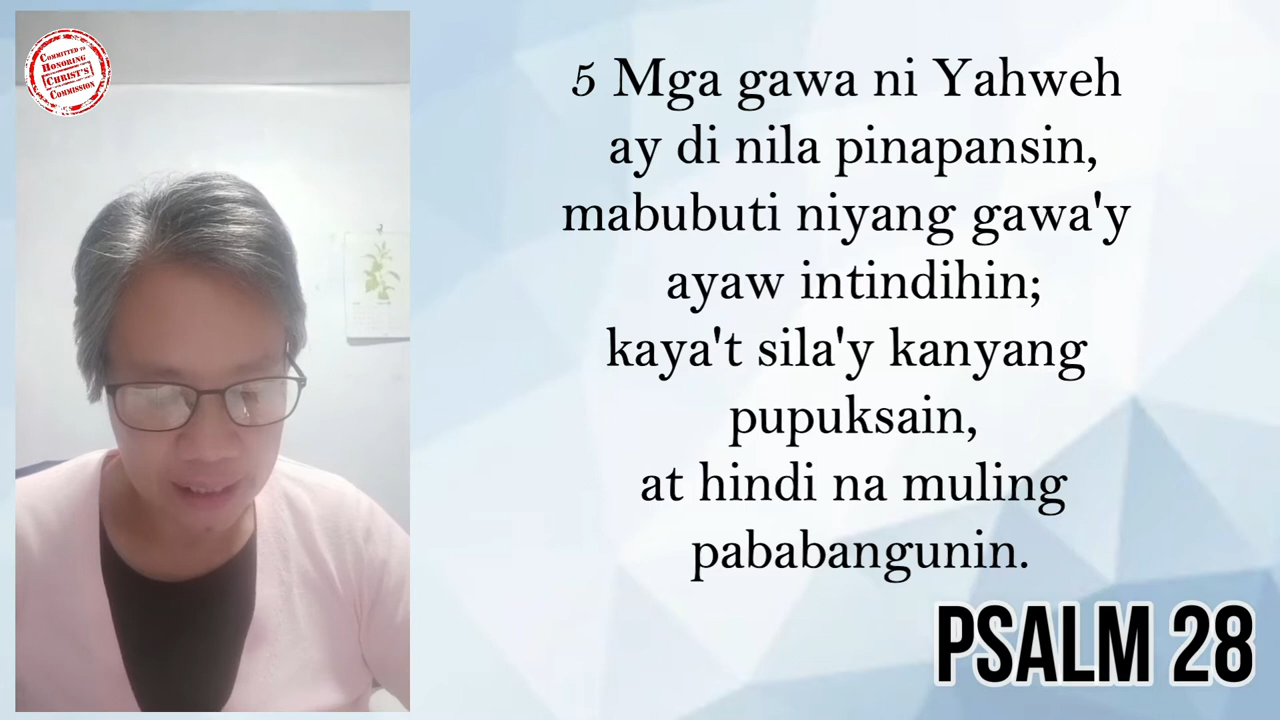 COMMITTED TO
HONORING
CHRIST'S
COMMISSION
5 Mga gawa ni Yahweh
ay di nila pinapansin,
mabubuti niyang gawa'y
ayaw intindihin;
kaya't sila'y kanyang
pupuksain,
at hindi na muling
pababangunin.
PSALM 28